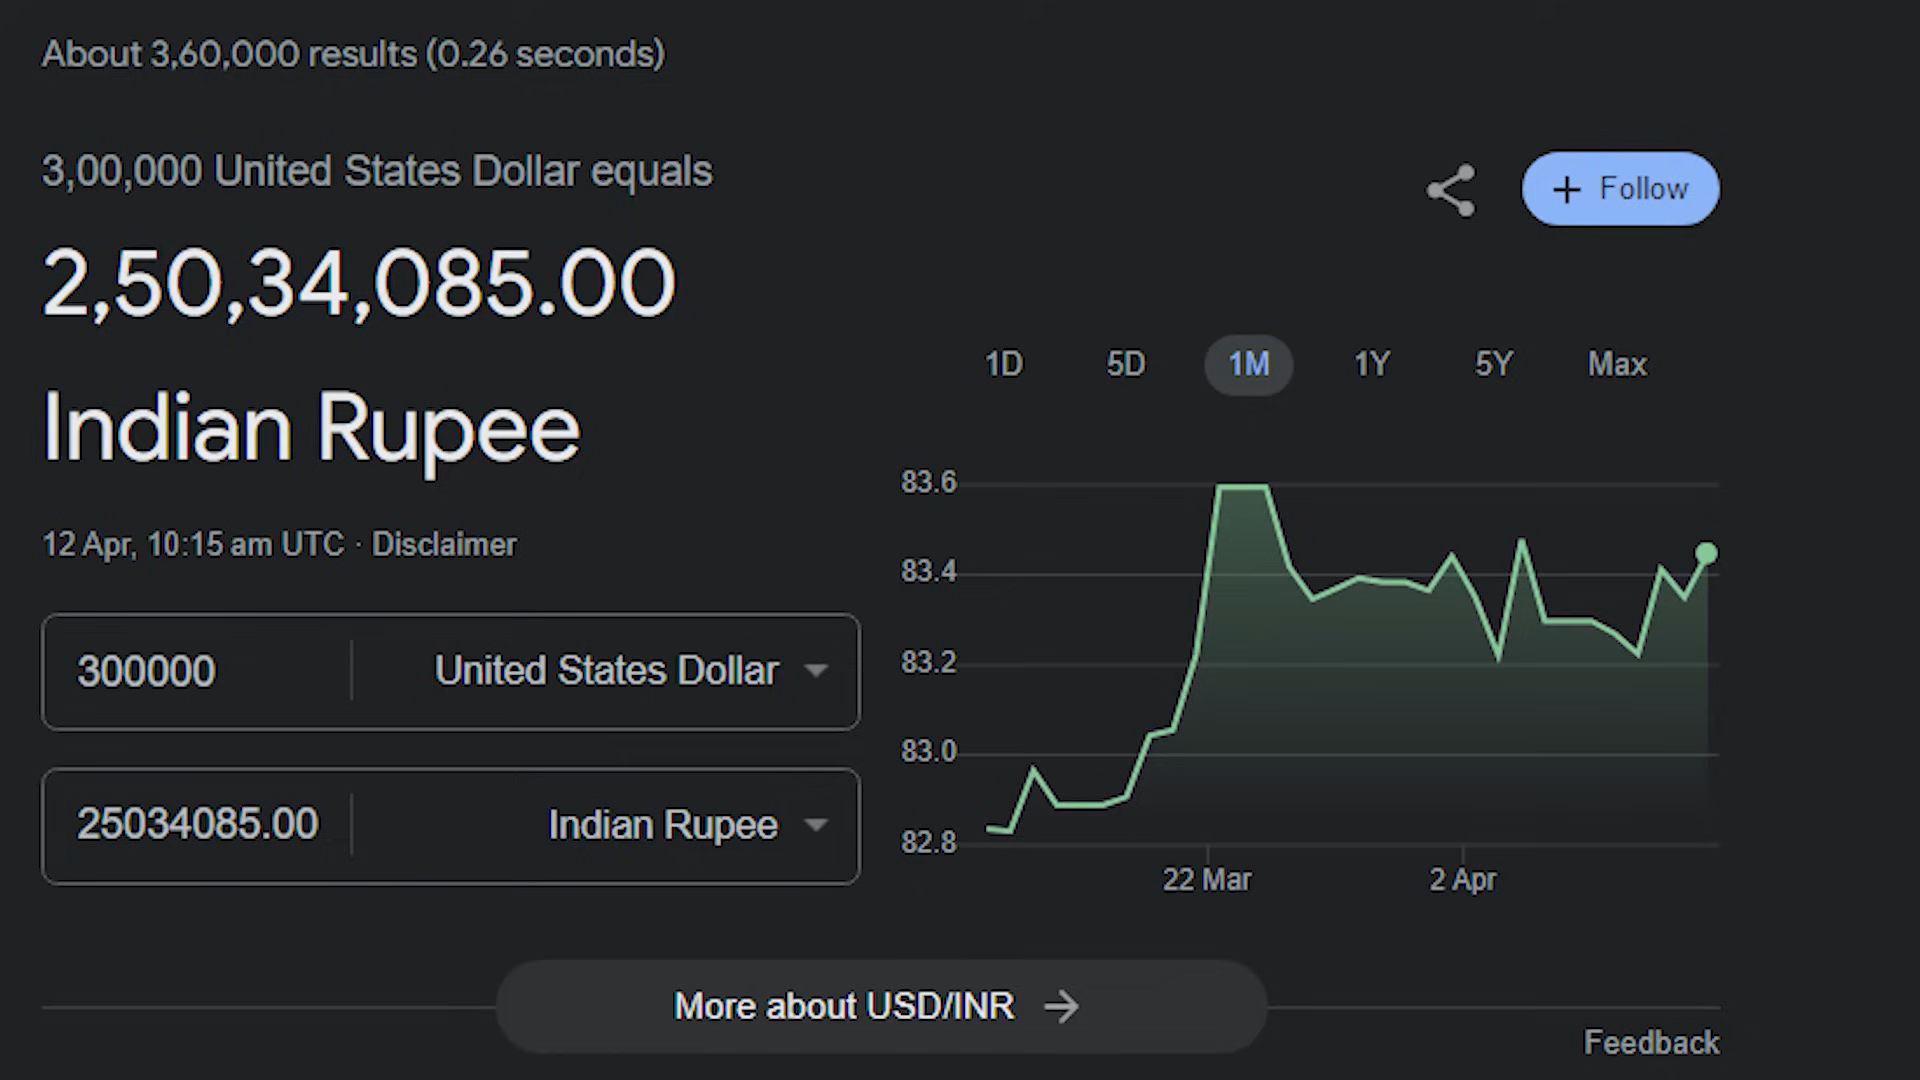 About 3,60,000 results (0.26 seconds)
3,00,000 United States Dollar equals
2,50,34,085.00
Indian Rupee
12 Apr, 10:15 am UTC · Disclaimer
300000 United States Dollar
25034085.00 Indian Rupee
+ Follow
1D 5D 1M 1Y 5Y Max
83.6
83.4
83.2
83.0
82.8
22 Mar 2 Apr
More about USD/INR →
Feedback